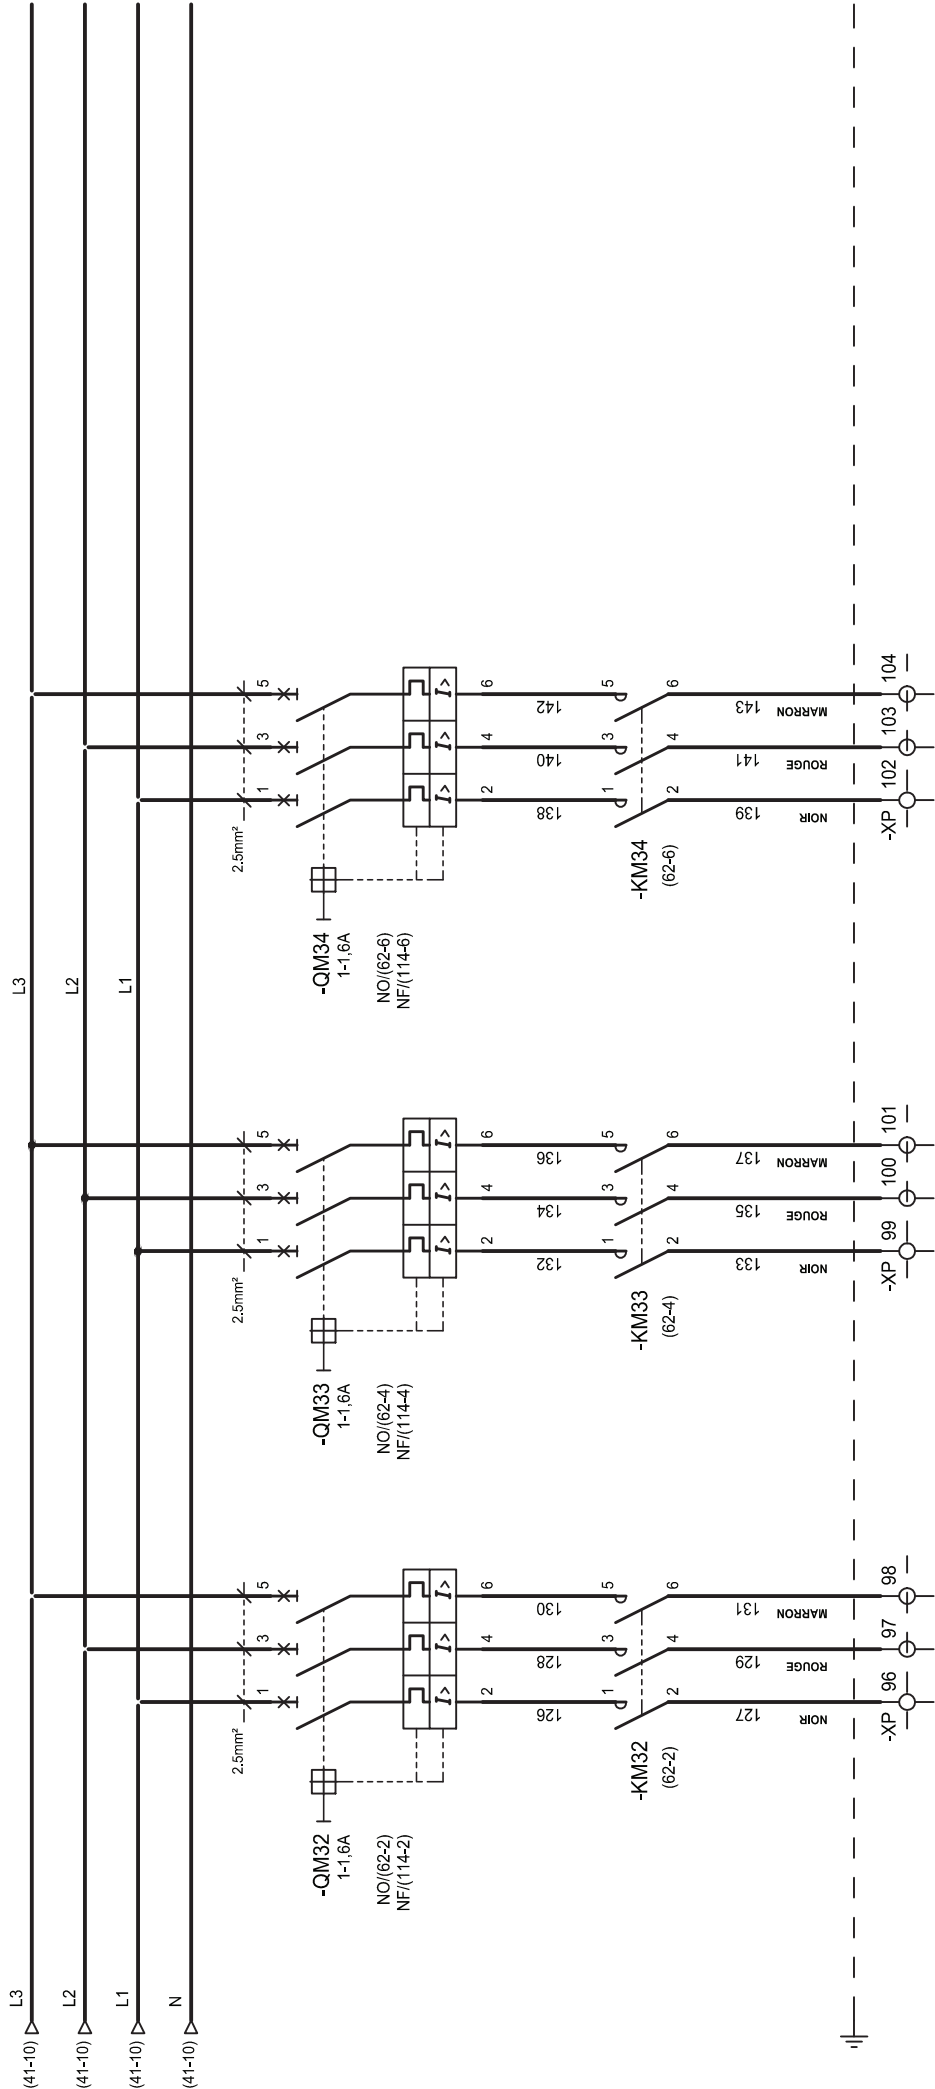 (41-10) L3 L3
(41-10) L2 L2
(41-10) L1 L1
(41-10) N
2.5mm² 1 3 5
2.5mm² 1 3 5
2.5mm² 1 3 5
-QM32
1-1,6A
NO/(62-2)
NF/(114-2)
-QM33
1-1,6A
NO/(62-4)
NF/(114-4)
-QM34
1-1,6A
NO/(62-6)
NF/(114-6)
2 4 6
2 4 6
2 4 6
126 128 130
132 134 136
138 140 142
1 3 5
1 3 5
1 3 5
-KM32
(62-2)
-KM33
(62-4)
-KM34
(62-6)
2 4 6
2 4 6
2 4 6
127 129 131
133 135 137
139 141 143
NOIR ROUGE MARRON
NOIR ROUGE MARRON
NOIR ROUGE MARRON
-XP 96 97 98
-XP 99 100 101
-XP 102 103 104